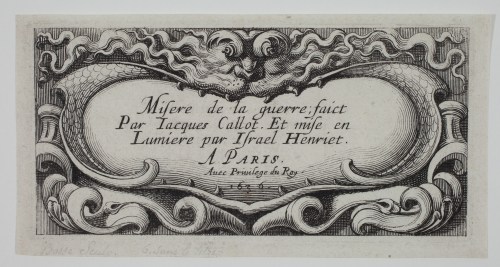 Misere de la guerre; faict
Par Iacques Callot. Et mise en
Lumiere par Israel Henriet.
A PARIS.
Auec Priuilege du Roy
1636